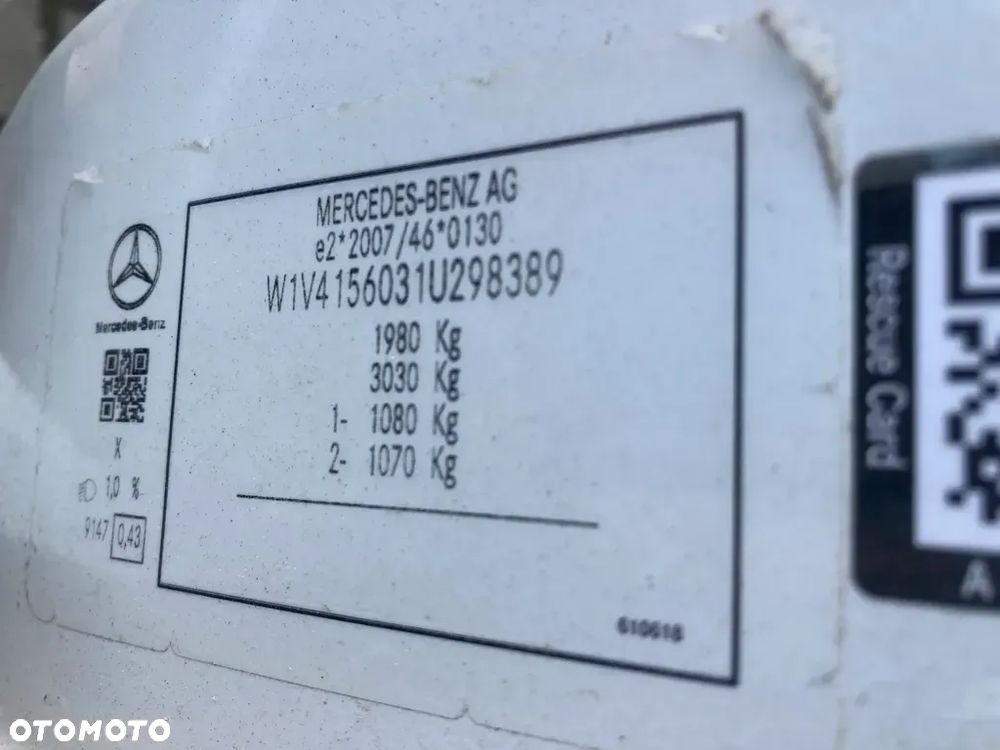 MERCEDES-BENZ AG
e2*2007/46*0130
W1V4156031U298389
1980 Kg
3030 Kg
1- 1080 Kg
2- 1070 Kg
610618
Mercedes-Benz
X
1,0 %
9147 0,43
Rescue Card
A
OTOMOTO